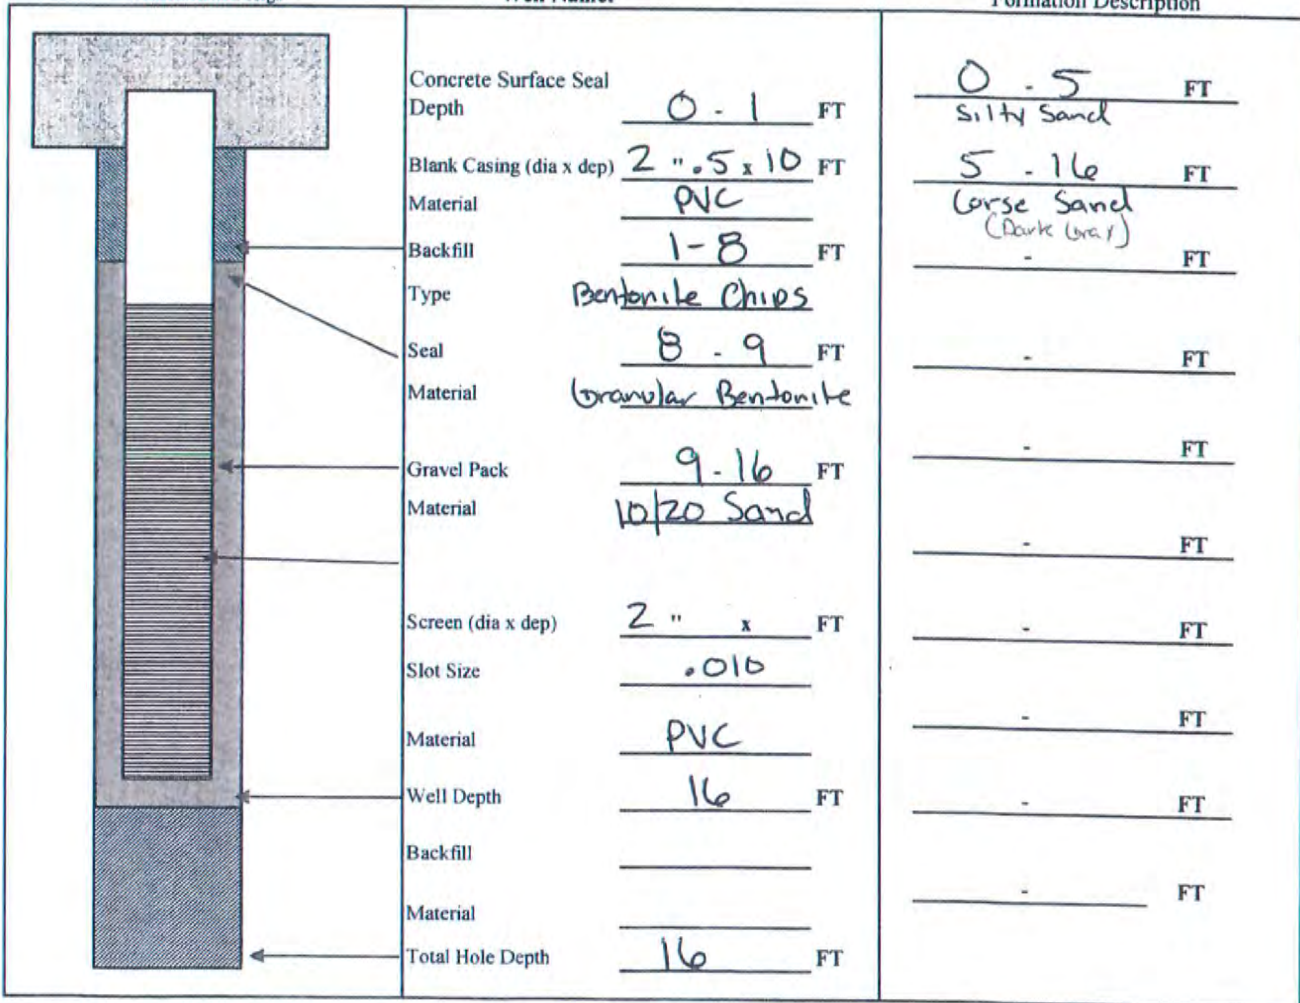 Formation Description
Concrete Surface Seal
Depth 0 - 1 FT
Blank Casing (dia x dep) 2 " .5 x 10 FT
Material PVC
Backfill 1-8 FT
Type Bentonite Chips
Seal 8 - 9 FT
Material Granular Bentonite
Gravel Pack 9 - 16 FT
Material 10/20 Sand
Screen (dia x dep) 2 " x FT
Slot Size .010
Material PVC
Well Depth 16 FT
Backfill
Material
Total Hole Depth 16 FT
0 - 5 FT
Silty Sand
5 - 16 FT
Corse Sand
(Dark Gray)
- FT
- FT
- FT
- FT
- FT
- FT
- FT
- FT